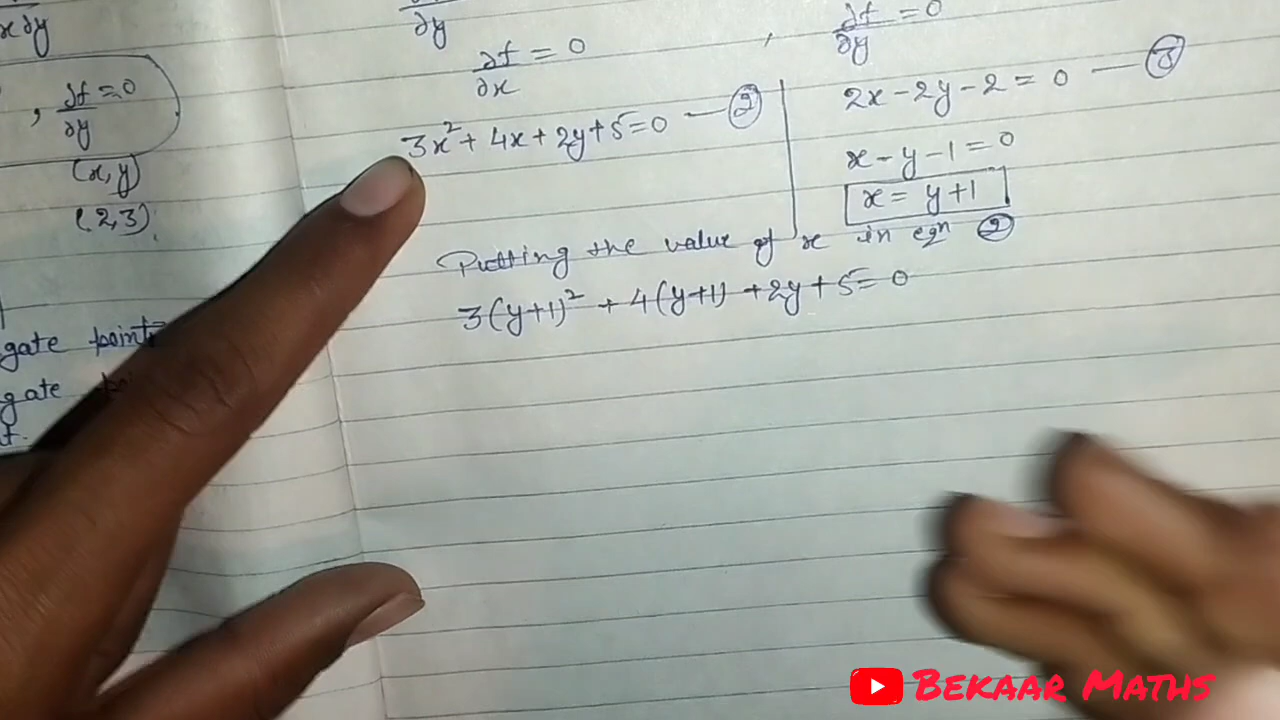 ∂x∂y
, ∂f/∂y = 0
(x, y)
(2,3)
gate points
gate
t.
∂y
∂f/∂x = 0 , ∂f/∂y = 0
3x² + 4x + 2y + 5 = 0 — ②
2x - 2y - 2 = 0 — ③
x - y - 1 = 0
x = y + 1
Putting the value of x in eqn ②
3(y+1)² + 4(y+1) + 2y + 5 = 0
BEKAAR MATHS